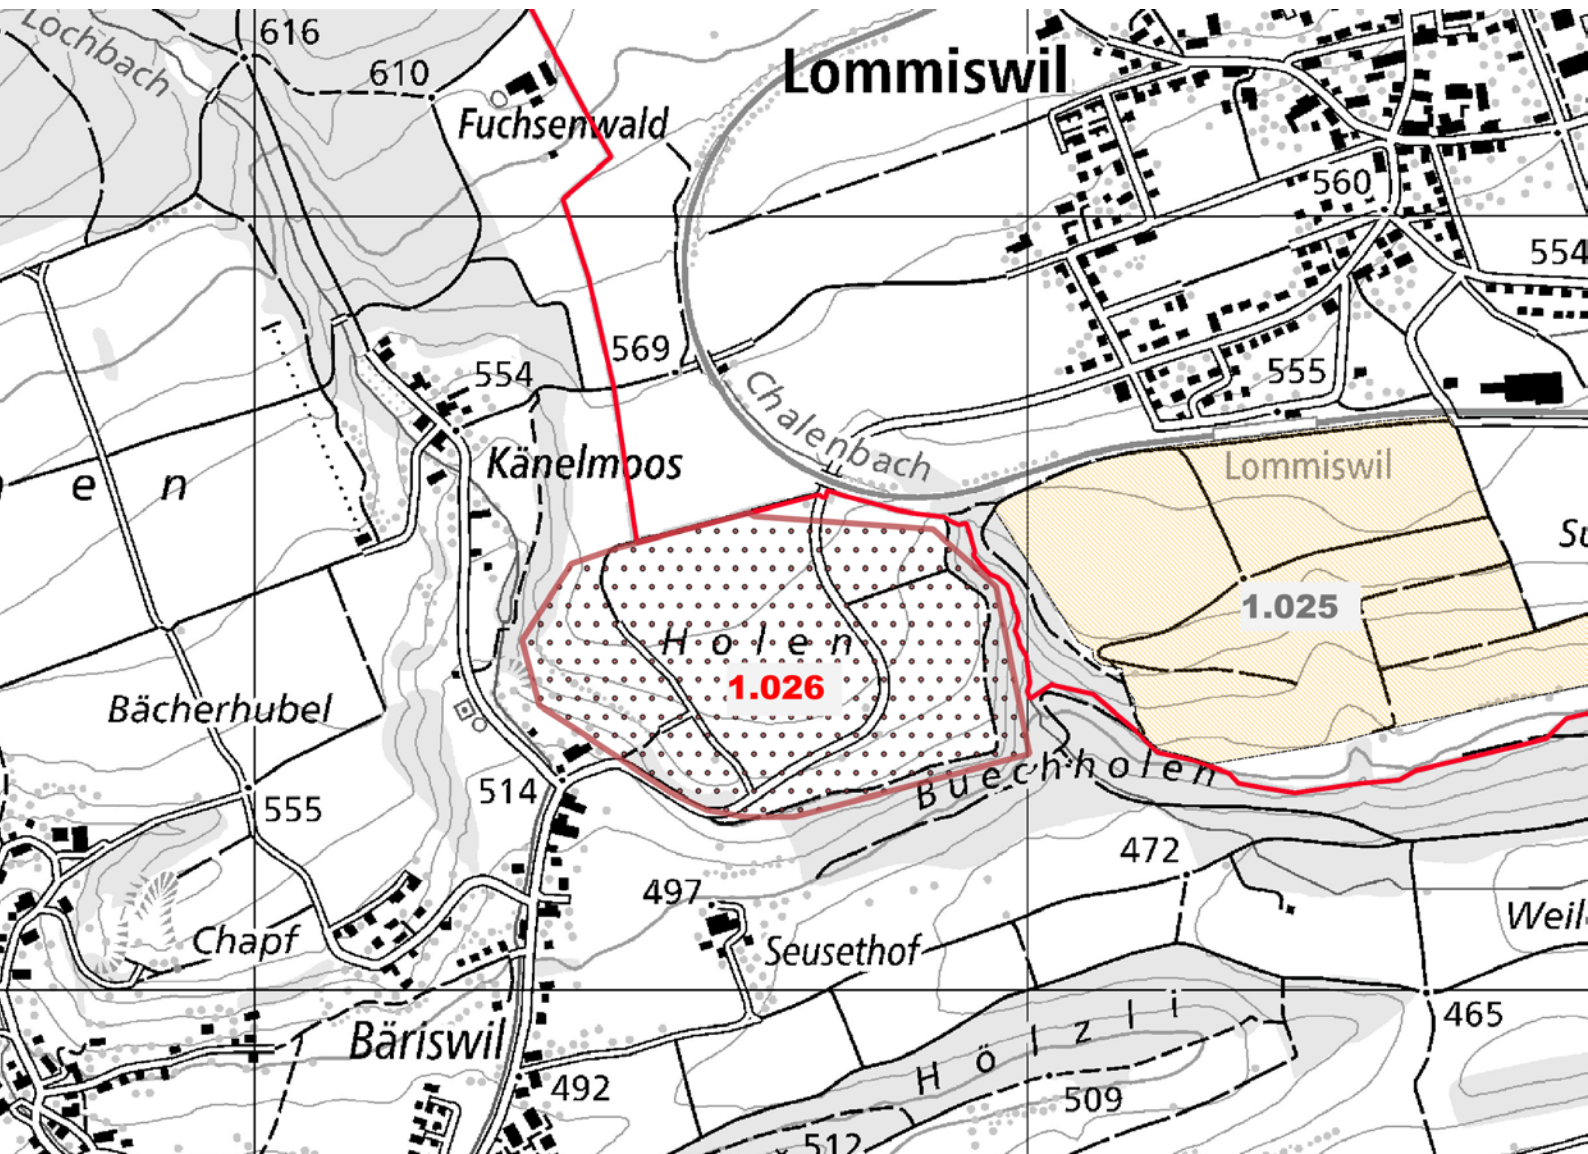 Lochbach
616
610
Fuchsenwald
Lommiswil
560
554
569
554
555
Chalenbach
Känelmoos
Lommiswil
e n
1.025
Holen
1.026
Bächerhubel
Buechholen
514
555
472
497
Chapf
Seusethof
Weil-
465
Bäriswil
Hölzli
492
509
512